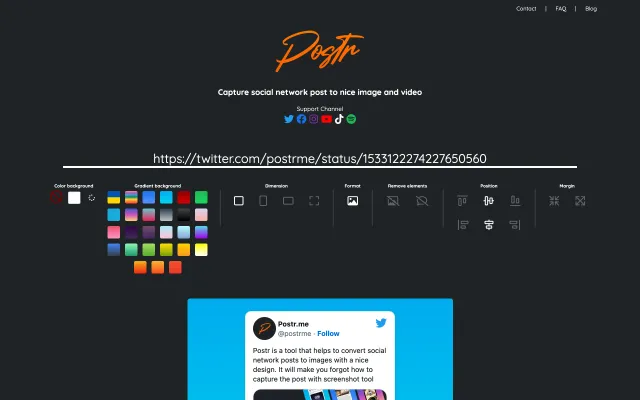 Contact | FAQ | Blog
Postr
Capture social network post to nice image and video
Support Channel
https://twitter.com/postrme/status/1533122274227650560
Color background Gradient background Dimension Format Remove elements Position Margin
Postr.me
@postrme · Follow
Postr is a tool that helps to convert social
network posts to images with a nice
design. It will make you forgot how to
capture the post with screenshot tool